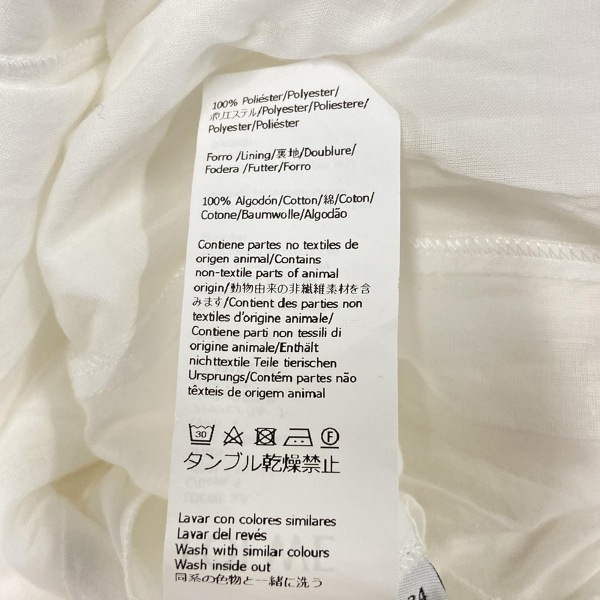 100% Poliéster/Polyester/
ポリエステル/Polyester/Poliestere/
Polyester/Poliéster
Forro /Lining/裏地/Doublure/
Fodera /Futter/Forro
100% Algodón/Cotton/綿/Coton/
Cotone/Baumwolle/Algodão
Contiene partes no textiles de
origen animal/Contains
non-textile parts of animal
origin/動物由来の非繊維素材を含
みます/Contient des parties non
textiles d'origine animale/
Contiene parti non tessili di
origine animale/Enthält
nichttextile Teile tierischen
Ursprungs/Contém partes não
têxteis de origem animal
30 F
タンブル乾燥禁止
Lavar con colores similares
Lavar del revés
Wash with similar colours
Wash inside out
同系の色物と一緒に洗う
34